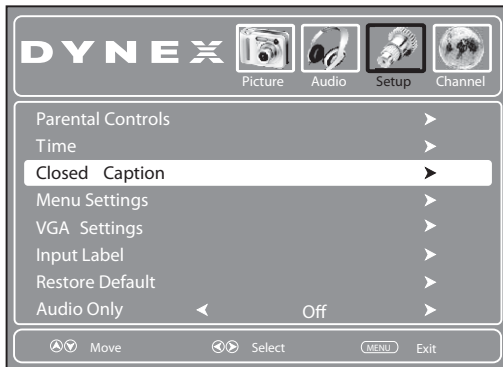 DYNEX
Picture Audio Setup Channel
Parental Controls
Time
Closed Caption
Menu Settings
VGA Settings
Input Label
Restore Default
Audio Only Off
Move Select MENU Exit